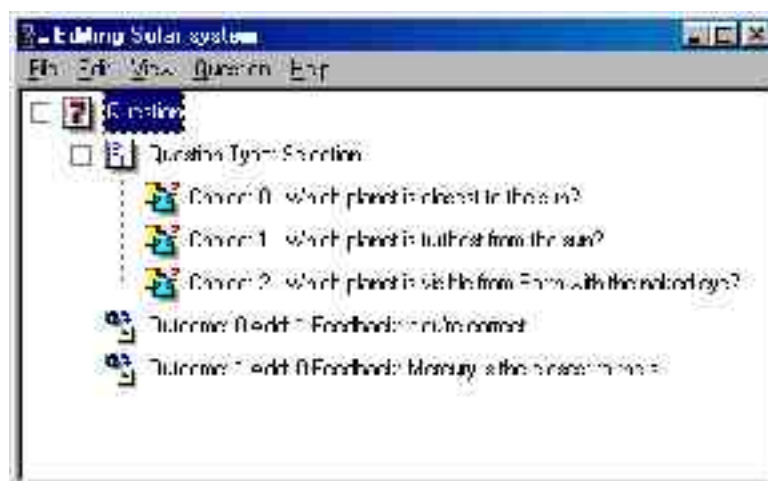 Editing Solar system
File Edit View Question Help
Question
Question Type: Selection
Choice: 0 Which planet is closest to the sun?
Choice: 1 Which planet is furthest from the sun?
Choice: 2 Which planet is visible from Earth with the naked eye?
Outcome: 0 Add 1 Feedback: You're correct
Outcome: 1 Add 0 Feedback: Mercury is the closest to the